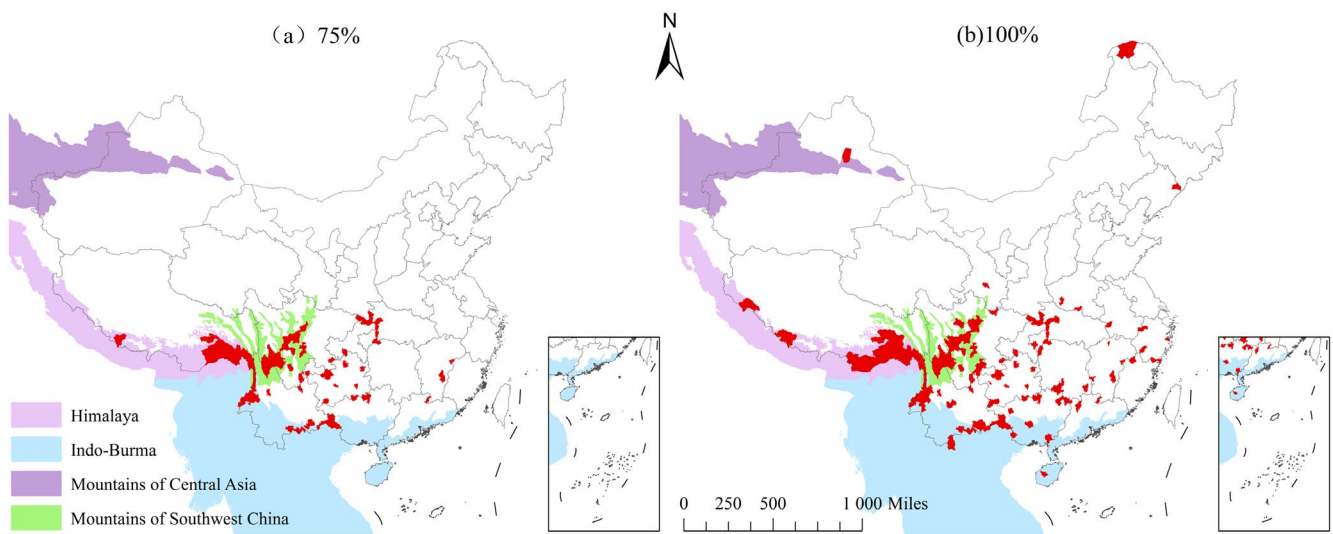 (a) 75%
N
(b)100%
Himalaya
Indo-Burma
Mountains of Central Asia
Mountains of Southwest China
0 250 500 1 000 Miles